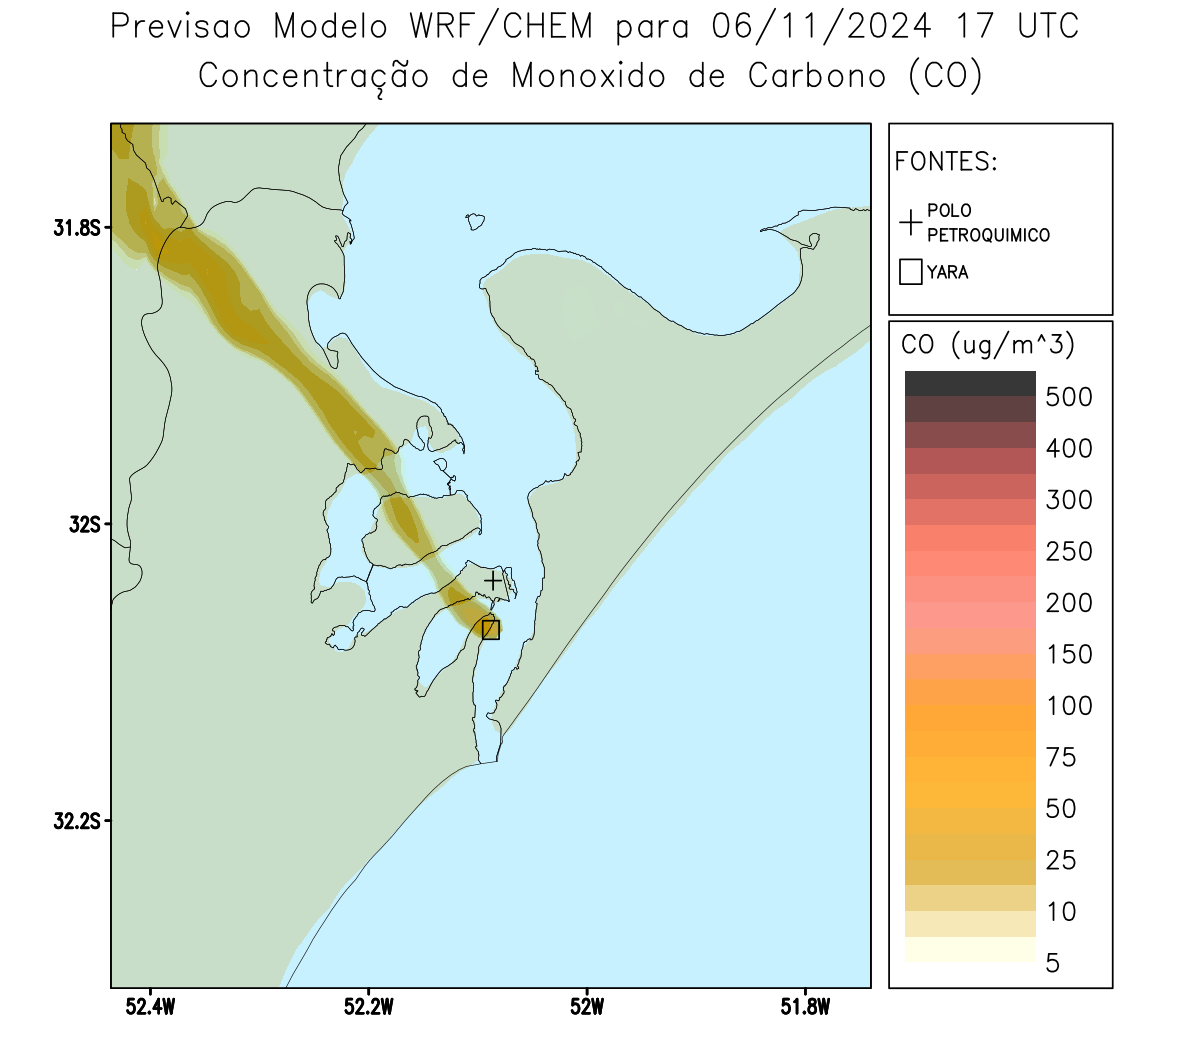 Previsao Modelo WRF/CHEM para 06/11/2024 17 UTC
Concentração de Monoxido de Carbono (CO)
FONTES:
POLO
PETROQUIMICO
YARA
31.8S
32S
32.2S
52.4W
52.2W
52W
51.8W
CO (ug/m^3)
500
400
300
250
200
150
100
75
50
25
10
5